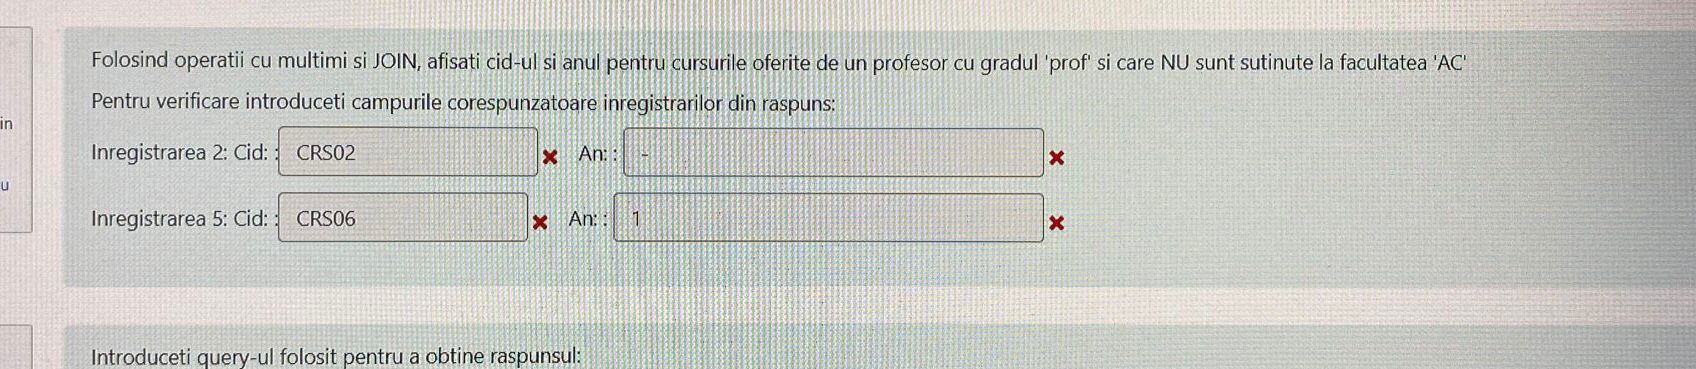 Folosind operatii cu multimi si JOIN, afisati cid-ul si anul pentru cursurile oferite de un profesor cu gradul 'prof' si care NU sunt sutinute la facultatea 'AC'
Pentru verificare introduceti campurile corespunzatoare inregistrarilor din raspuns:
in
Inregistrarea 2: Cid: : CRS02 An: : -
u
Inregistrarea 5: Cid: : CRS06 An: : 1
Introduceti query-ul folosit pentru a obtine raspunsul: